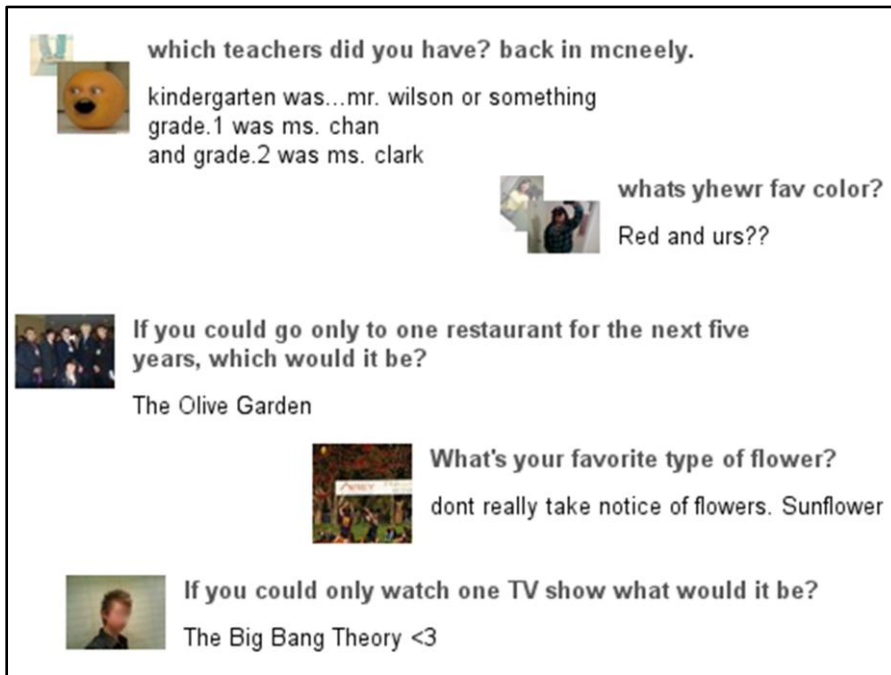 which teachers did you have? back in mcneely.
kindergarten was...mr. wilson or something
grade.1 was ms. chan
and grade.2 was ms. clark
whats yhewr fav color?
Red and urs??
If you could go only to one restaurant for the next five
years, which would it be?
The Olive Garden
What's your favorite type of flower?
dont really take notice of flowers. Sunflower
If you could only watch one TV show what would it be?
The Big Bang Theory <3